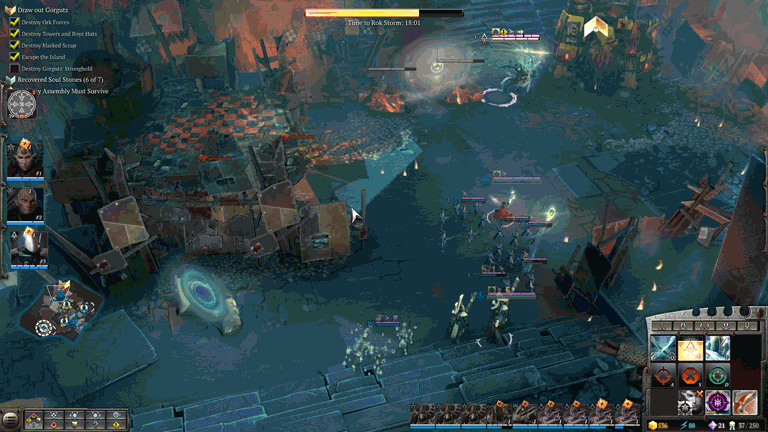 Draw out Gorgutz
Time to Rok Storm: 18:01
Destroy Ork Forces
Destroy Towers and Boyz Huts
Destroy Marked Scrap
Escape the Island
Destroy Gorgutz' Stronghold
Recovered Soul Stones (6 of 7)
Assembly Must Survive
F1
F2
F3
536
88
21
37 / 250